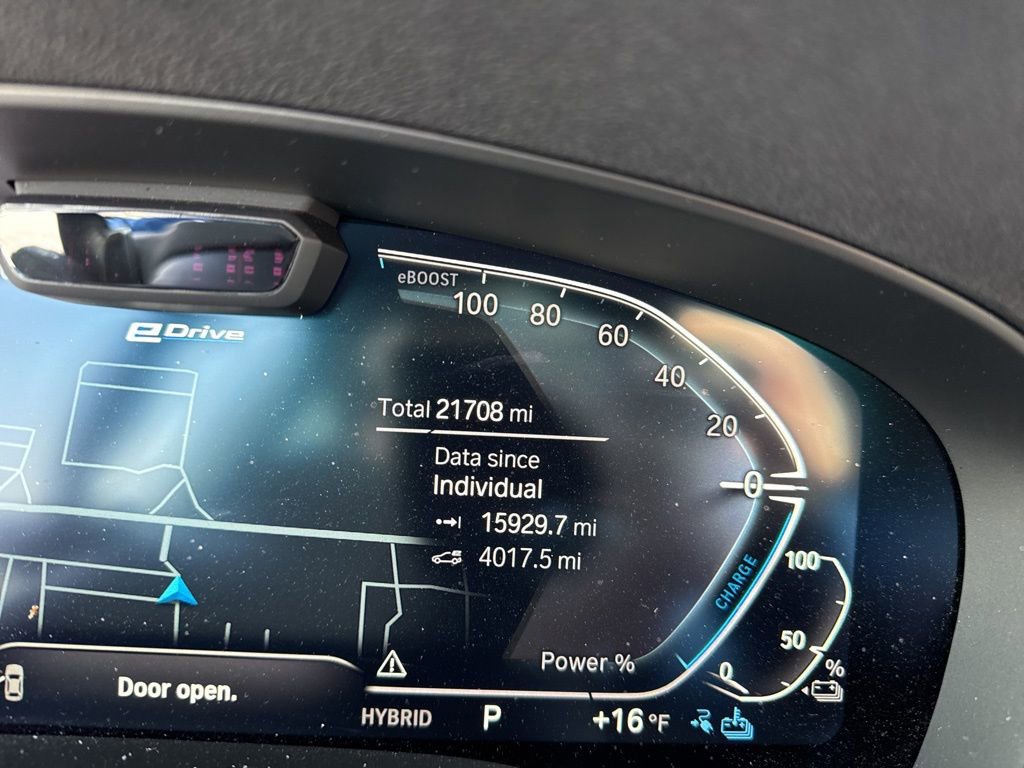 eBOOST
100
80
60
40
20
0
eDrive
Total 21708 mi
Data since
Individual
15929.7 mi
4017.5 mi
CHARGE
100
50
0
%
Power %
Door open.
HYBRID P +16 °F